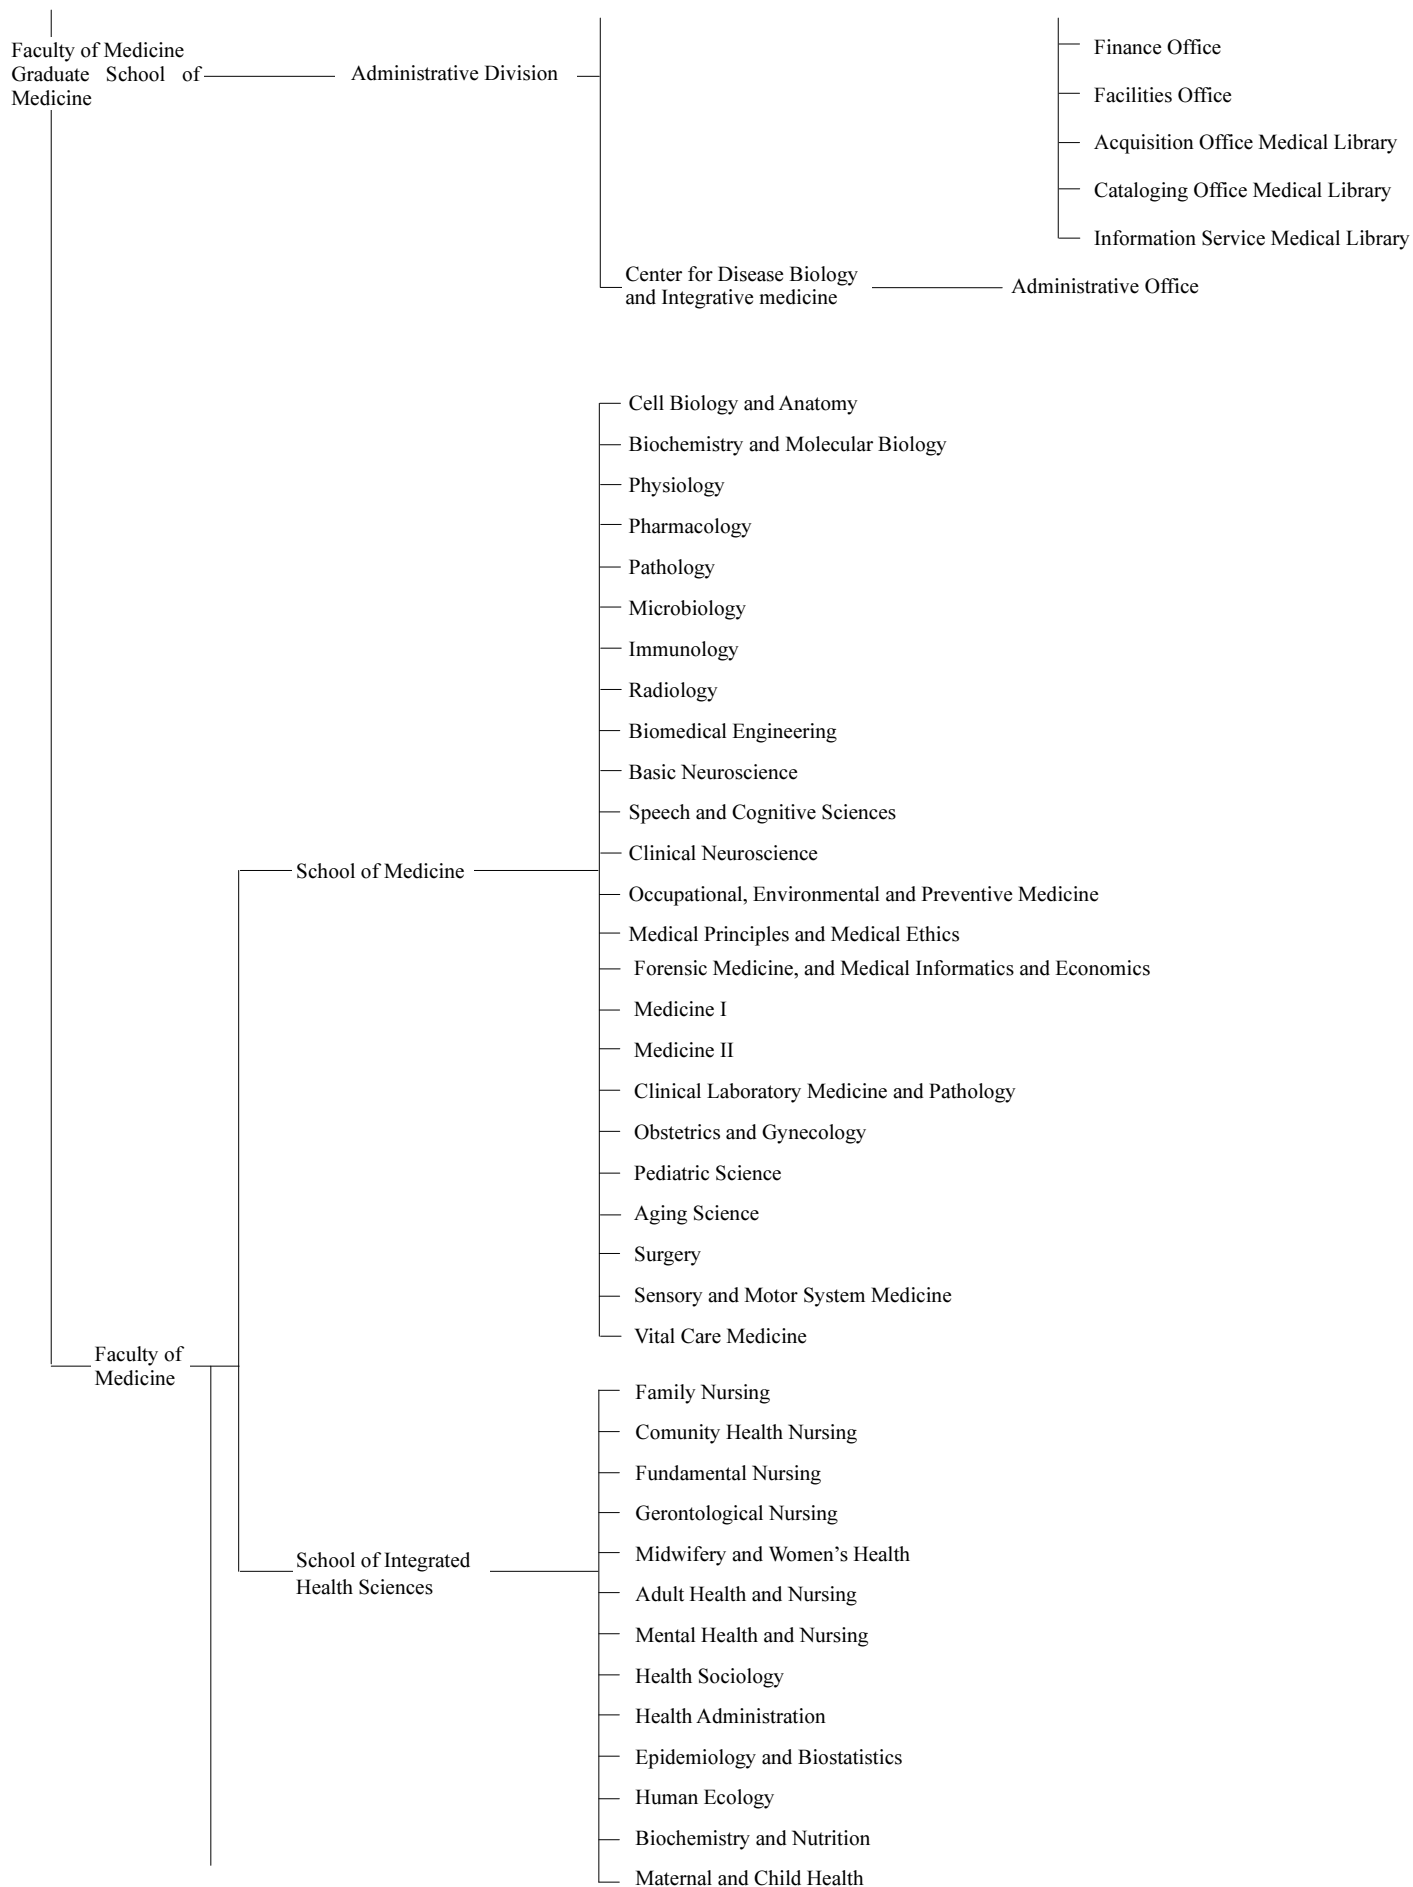 Faculty of Medicine
Graduate School of
Medicine
Administrative Division
Finance Office
Facilities Office
Acquisition Office Medical Library
Cataloging Office Medical Library
Information Service Medical Library
Center for Disease Biology
and Integrative medicine
Administrative Office
Cell Biology and Anatomy
Biochemistry and Molecular Biology
Physiology
Pharmacology
Pathology
Microbiology
Immunology
Radiology
Biomedical Engineering
Basic Neuroscience
Speech and Cognitive Sciences
Clinical Neuroscience
School of Medicine
Occupational, Environmental and Preventive Medicine
Medical Principles and Medical Ethics
Forensic Medicine, and Medical Informatics and Economics
Medicine I
Medicine II
Clinical Laboratory Medicine and Pathology
Obstetrics and Gynecology
Pediatric Science
Aging Science
Surgery
Sensory and Motor System Medicine
Vital Care Medicine
Faculty of
Medicine
Family Nursing
Comunity Health Nursing
Fundamental Nursing
Gerontological Nursing
Midwifery and Women’s Health
School of Integrated
Health Sciences
Adult Health and Nursing
Mental Health and Nursing
Health Sociology
Health Administration
Epidemiology and Biostatistics
Human Ecology
Biochemistry and Nutrition
Maternal and Child Health